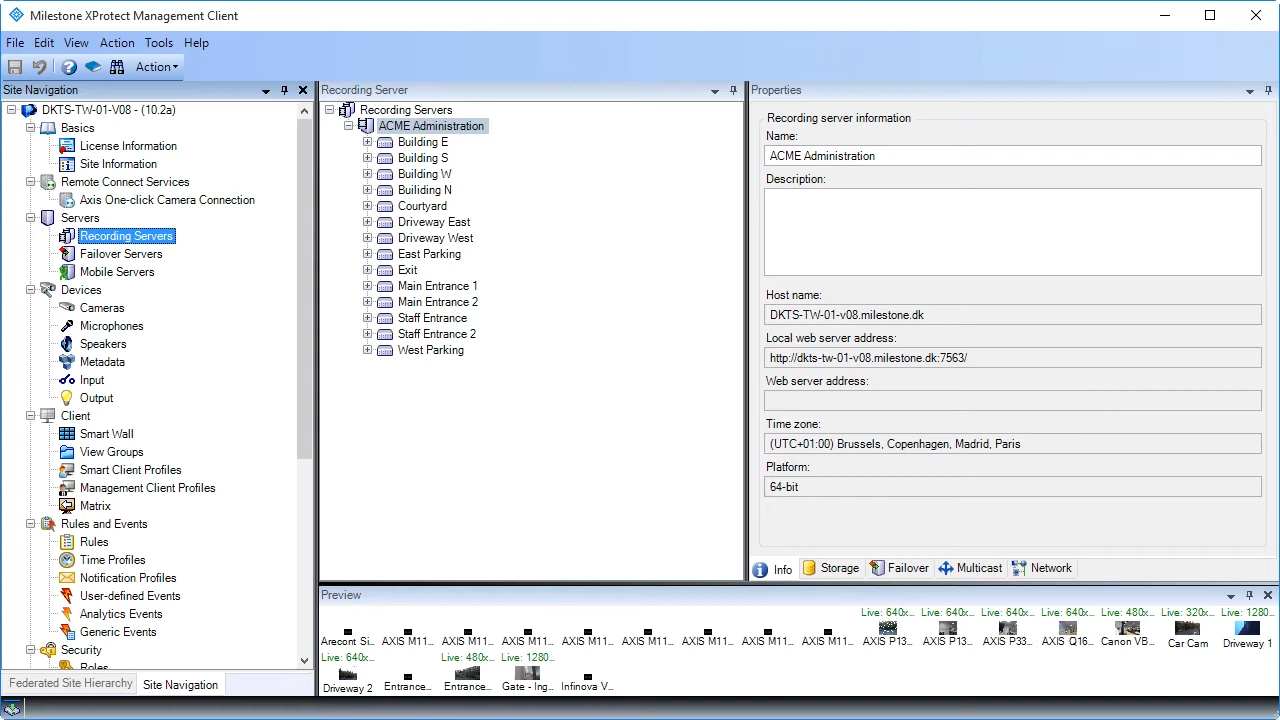 Milestone XProtect Management Client
File Edit View Action Tools Help
Action
Site Navigation
DKTS-TW-01-V08 - (10.2a)
Basics
License Information
Site Information
Remote Connect Services
Axis One-click Camera Connection
Servers
Recording Servers
Failover Servers
Mobile Servers
Devices
Cameras
Microphones
Speakers
Metadata
Input
Output
Client
Smart Wall
View Groups
Smart Client Profiles
Management Client Profiles
Matrix
Rules and Events
Rules
Time Profiles
Notification Profiles
User-defined Events
Analytics Events
Generic Events
Security
Roles
Federated Site Hierarchy Site Navigation
Recording Server
Recording Servers
ACME Administration
Building E
Building S
Building W
Builiding N
Courtyard
Driveway East
Driveway West
East Parking
Exit
Main Entrance 1
Main Entrance 2
Staff Entrance
Staff Entrance 2
West Parking
Properties
Recording server information
Name:
ACME Administration
Description:
Host name:
DKTS-TW-01-v08.milestone.dk
Local web server address:
http://dkts-tw-01-v08.milestone.dk:7563/
Web server address:
Time zone:
(UTC+01:00) Brussels, Copenhagen, Madrid, Paris
Platform:
64-bit
Info Storage Failover Multicast Network
Preview
Live: 640x... Live: 640x... Live: 640x... Live: 640x... Live: 480x... Live: 320x... Live: 1280...
Arecont Si... AXIS M11... AXIS M11... AXIS M11... AXIS M11... AXIS M11... AXIS M11... AXIS M11... AXIS M11... AXIS P13... AXIS P13... AXIS P33... AXIS Q16... Canon VB... Car Cam Driveway 1
Live: 640x... Live: 480x... Live: 1280...
Driveway 2 Entrance... Entrance... Gate - Ing... Infinova V...